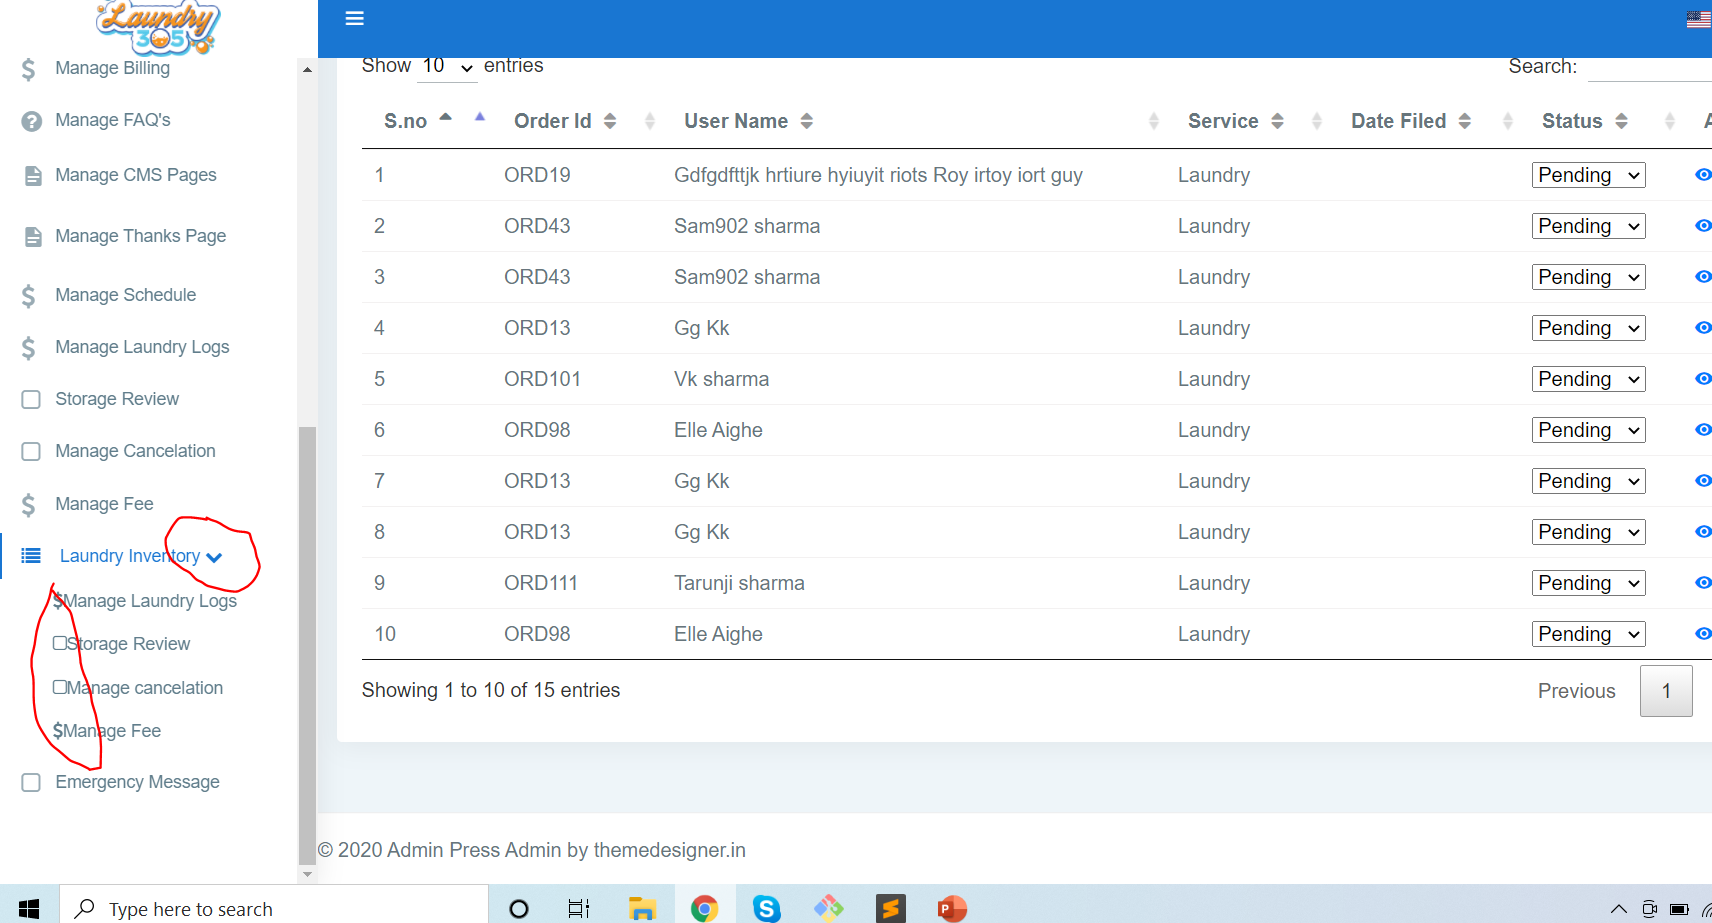 Laundry
365
Manage Billing
Manage FAQ's
Manage CMS Pages
Manage Thanks Page
Manage Schedule
Manage Laundry Logs
Storage Review
Manage Cancelation
Manage Fee
Laundry Inventory
$Manage Laundry Logs
Storage Review
Manage cancelation
$Manage Fee
Emergency Message
Show 10 entries
Search:
S.no Order Id User Name Service Date Filed Status
1 ORD19 Gdfgdfttjk hrtiure hyiuyit riots Roy irtoy iort guy Laundry Pending
2 ORD43 Sam902 sharma Laundry Pending
3 ORD43 Sam902 sharma Laundry Pending
4 ORD13 Gg Kk Laundry Pending
5 ORD101 Vk sharma Laundry Pending
6 ORD98 Elle Aighe Laundry Pending
7 ORD13 Gg Kk Laundry Pending
8 ORD13 Gg Kk Laundry Pending
9 ORD111 Tarunji sharma Laundry Pending
10 ORD98 Elle Aighe Laundry Pending
Showing 1 to 10 of 15 entries
Previous 1
© 2020 Admin Press Admin by themedesigner.in
Type here to search